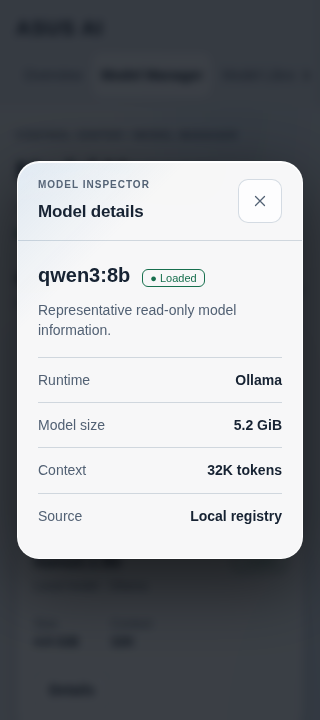 MODEL INSPECTOR
Model details
qwen3:8b
● Loaded
Representative read-only model
information.
Runtime
Ollama
Model size
5.2 GiB
Context
32K tokens
Source
Local registry